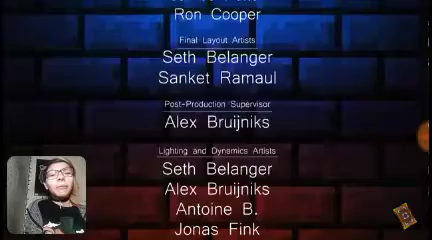 Ron Cooper
Final Layout Artists
Seth Belanger
Sanket Ramaul
Post-Production Supervisor
Alex Bruijniks
Lighting and Dynamics Artists
Seth Belanger
Alex Bruijniks
Antoine B.
Jonas Fink